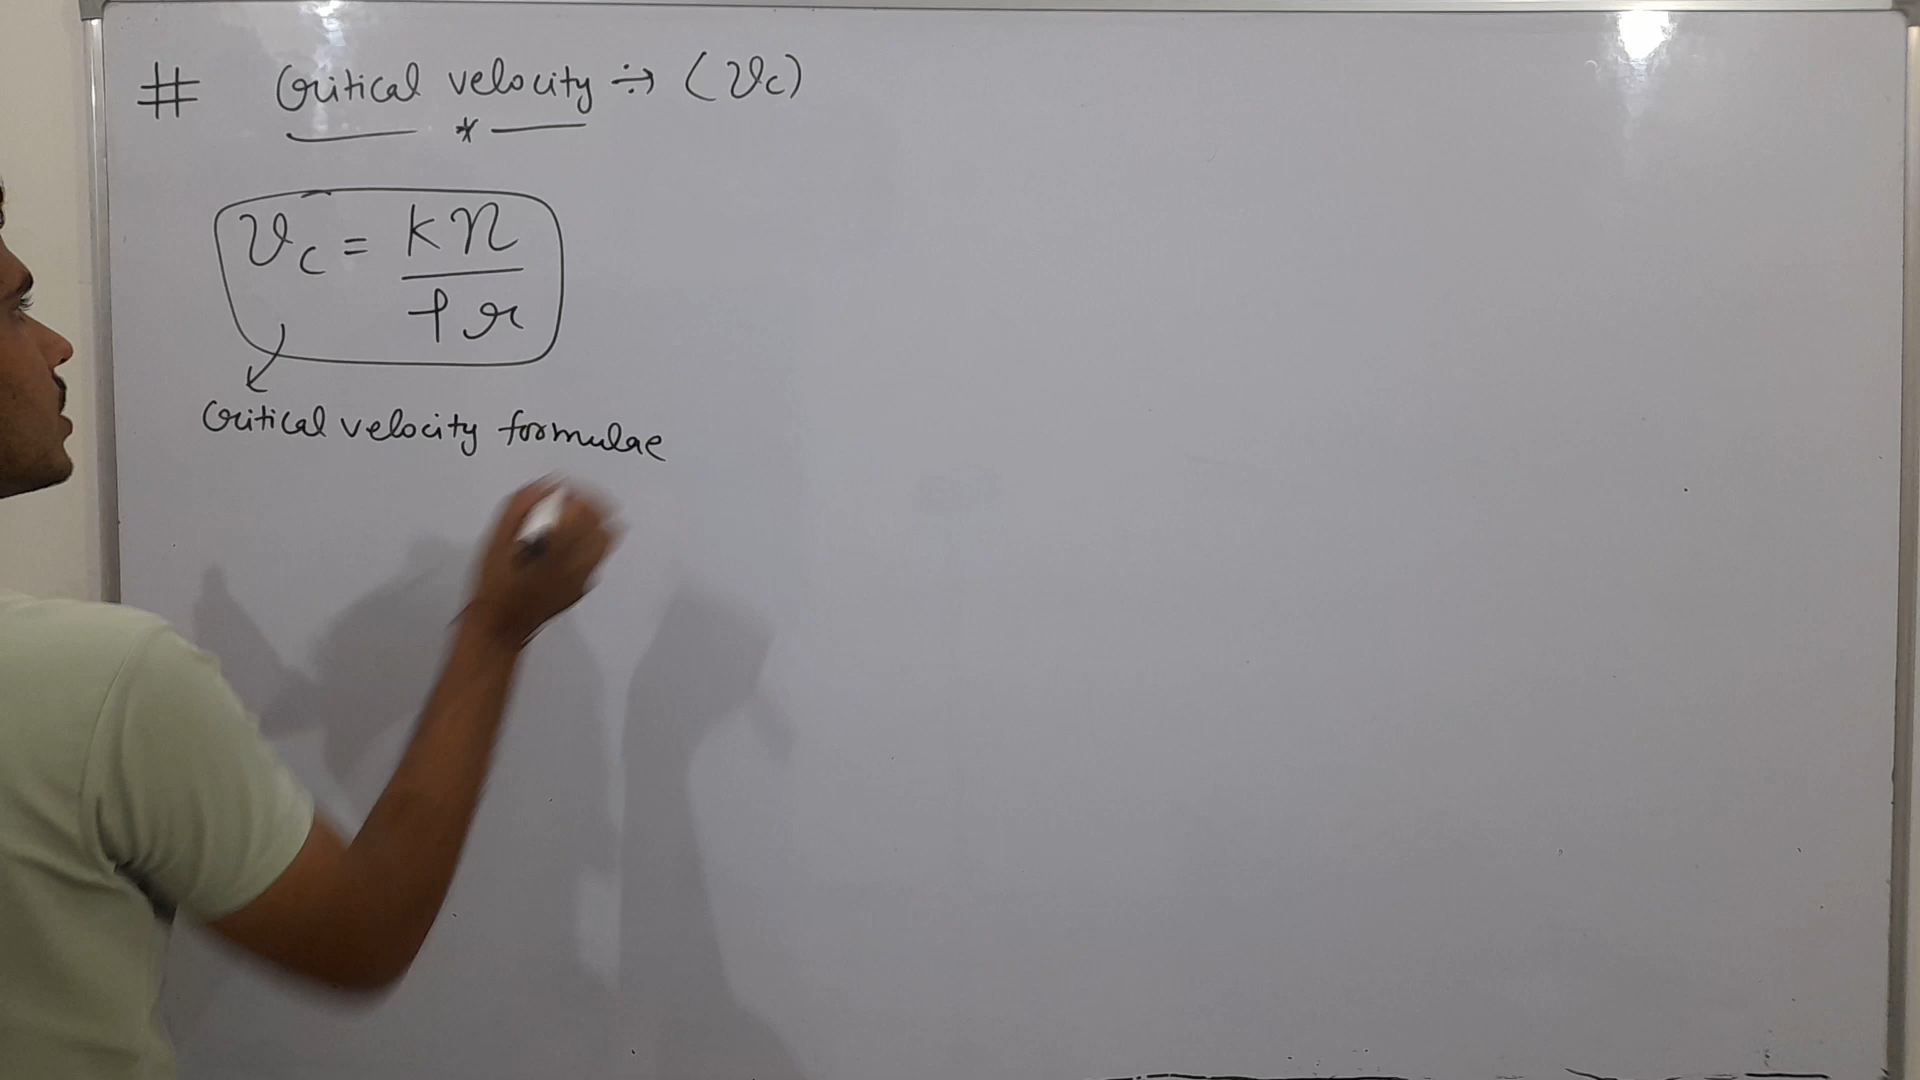 # Critical velocity ÷→ (vc)
*
vc = kη / ρr
Critical velocity formulae